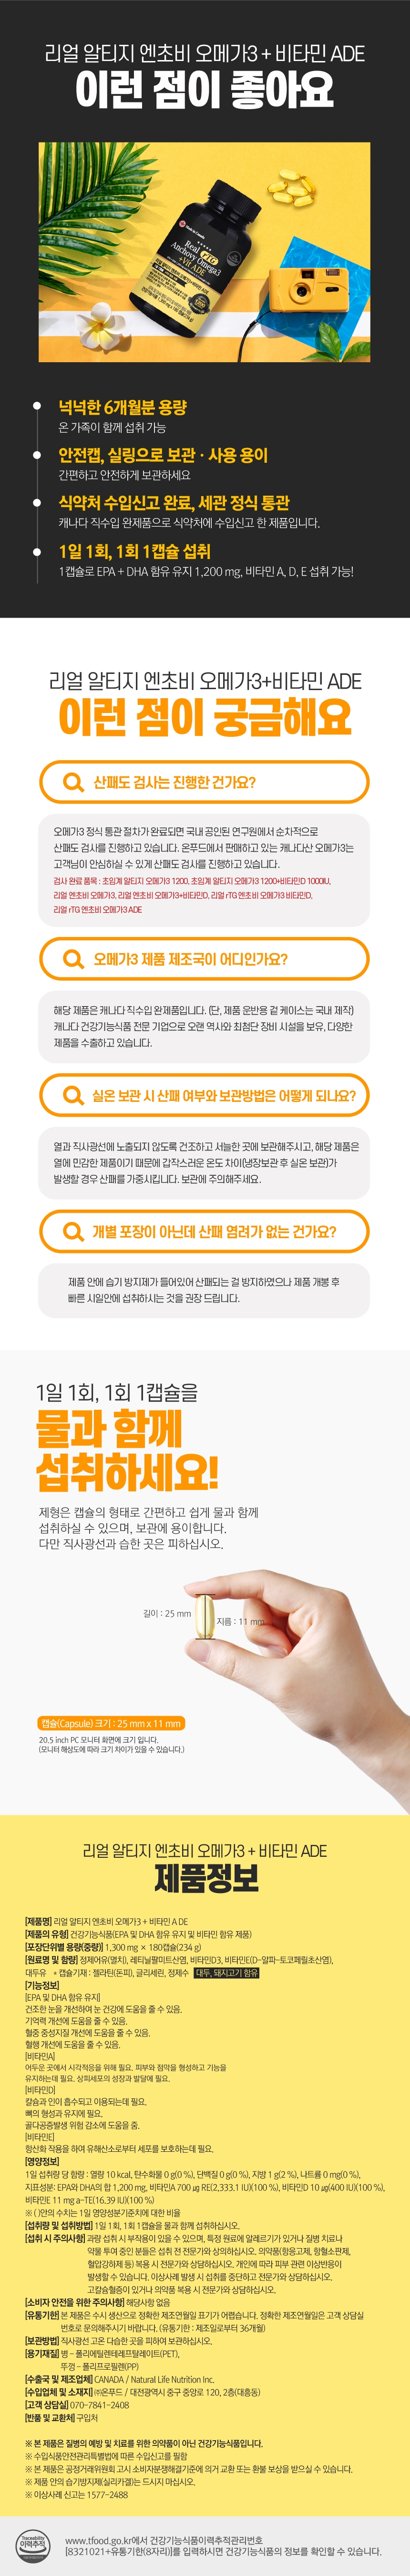 리얼 알티지 엔초비 오메가3 + 비타민 ADE
이런 점이 좋아요
Real rTG
Anchovy Omega3
+Vit.ADE
넉넉한 6개월분 용량
온 가족이 함께 섭취 가능
안전캡, 실링으로 보관 · 사용 용이
간편하고 안전하게 보관하세요
식약처 수입신고 완료, 세관 정식 통관
캐나다 직수입 완제품으로 식약처에 수입신고 한 제품입니다.
1일 1회, 1회 1캡슐 섭취
1캡슐로 EPA + DHA 함유 유지 1,200 mg, 비타민 A, D, E 섭취 가능!
리얼 알티지 엔초비 오메가3+비타민 ADE
이런 점이 궁금해요
산패도 검사는 진행한 건가요?
오메가3 정식 통관 절차가 완료되면 국내 공인된 연구원에서 순차적으로
산패도 검사를 진행하고 있습니다. 온푸드에서 판매하고 있는 캐나다산 오메가3는
고객님이 안심하실 수 있게 산패도 검사를 진행하고 있습니다.
검사 완료 품목 : 초임계 알티지 오메가3 1200, 초임계 알티지 오메가3 1200+비타민D 1000IU,
리얼 엔초비 오메가3, 리얼 엔초비 오메가3+비타민D, 리얼 rTG 엔초비 오메가3 비타민D,
리얼 rTG 엔초비 오메가3 ADE
오메가3 제품 제조국이 어디인가요?
해당 제품은 캐나다 직수입 완제품입니다. (단, 제품 운반용 겉 케이스는 국내 제작)
캐나다 건강기능식품 전문 기업으로 오랜 역사와 최첨단 장비 시설을 보유, 다양한
제품을 수출하고 있습니다.
실온 보관 시 산패 여부와 보관방법은 어떻게 되나요?
열과 직사광선에 노출되지 않도록 건조하고 서늘한 곳에 보관해주시고, 해당 제품은
열에 민감한 제품이기 때문에 갑작스러운 온도 차이(냉장보관 후 실온 보관)가
발생할 경우 산패를 가중시킵니다. 보관에 주의해주세요.
개별 포장이 아닌데 산패 염려가 없는 건가요?
제품 안에 습기 방지제가 들어있어 산패되는 걸 방지하였으나 제품 개봉 후
빠른 시일안에 섭취하시는 것을 권장 드립니다.
1일 1회, 1회 1캡슐을
물과 함께
섭취하세요!
제형은 캡슐의 형태로 간편하고 쉽게 물과 함께
섭취하실 수 있으며, 보관에 용이합니다.
다만 직사광선과 습한 곳은 피하십시오.
길이 : 25 mm
지름 : 11 mm
캡슐(Capsule) 크기 : 25 mm x 11 mm
20.5 inch PC 모니터 화면에 크기 입니다.
(모니터 해상도에 따라 크기 차이가 있을 수 있습니다.)
리얼 알티지 엔초비 오메가3 + 비타민 ADE
제품정보
[제품명] 리얼 알티지 엔초비 오메가3 + 비타민 A DE
[제품의 유형] 건강기능식품(EPA 및 DHA 함유 유지 및 비타민 함유 제품)
[포장단위별 용량(중량)] 1,300 mg × 180캡슐(234 g)
[원료명 및 함량] 정제어유(멸치), 레티닐팔미트산염, 비타민D3, 비타민E(D-알파-토코페릴초산염),
대두유 * 캡슐기재 : 젤라틴(돈피), 글리세린, 정제수 대두, 돼지고기 함유
[기능정보]
[EPA 및 DHA 함유 유지]
건조한 눈을 개선하여 눈 건강에 도움을 줄 수 있음.
기억력 개선에 도움을 줄 수 있음.
혈중 중성지질 개선에 도움을 줄 수 있음.
혈행 개선에 도움을 줄 수 있음.
[비타민A]
어두운 곳에서 시각적응을 위해 필요. 피부와 점막을 형성하고 기능을
유지하는데 필요. 상피세포의 성장과 발달에 필요.
[비타민D]
칼슘과 인이 흡수되고 이용되는데 필요.
뼈의 형성과 유지에 필요.
골다공증발생 위험 감소에 도움을 줌.
[비타민E]
항산화 작용을 하여 유해산소로부터 세포를 보호하는데 필요.
[영양정보]
1일 섭취량 당 함량 : 열량 10 kcal, 탄수화물 0 g(0 %), 단백질 0 g(0 %), 지방 1 g(2 %), 나트륨 0 mg(0 %),
지표성분: EPA와 DHA의 합 1,200 mg, 비타민A 700 ㎍ RE(2,333.1 IU)(100 %), 비타민D 10 ㎍(400 IU)(100 %),
비타민E 11 mg a-TE(16.39 IU)(100 %)
※ ( )안의 수치는 1일 영양성분기준치에 대한 비율
[섭취량 및 섭취방법] 1일 1회, 1회 1캡슐을 물과 함께 섭취하십시오.
[섭취 시 주의사항] 과량 섭취 시 부작용이 있을 수 있으며, 특정 원료에 알레르기가 있거나 질병 치료나
약물 투여 중인 분들은 섭취 전 전문가와 상의하십시오. 의약품(항응고제, 항혈소판제,
혈압강하제 등) 복용 시 전문가와 상담하십시오. 개인에 따라 피부 관련 이상반응이
발생할 수 있습니다. 이상사례 발생 시 섭취를 중단하고 전문가와 상담하십시오.
고칼슘혈증이 있거나 의약품 복용 시 전문가와 상담하십시오.
[소비자 안전을 위한 주의사항] 해당사항 없음
[유통기한] 본 제품은 수시 생산으로 정확한 제조연월일 표기가 어렵습니다. 정확한 제조연월일은 고객 상담실
번호로 문의해주시기 바랍니다. (유통기한 : 제조일로부터 36개월)
[보관방법] 직사광선 고온 다습한 곳을 피하여 보관하십시오.
[용기재질] 병 - 폴리에틸렌테레프탈레이트(PET),
뚜껑 - 폴리프로필렌(PP)
[수출국 및 제조업체] CANADA / Natural Life Nutrition Inc.
[수입업체 및 소재지] ㈜온푸드 / 대전광역시 중구 중앙로 120, 2층(대흥동)
[고객 상담실] 070-7841-2408
[반품 및 교환처] 구입처
※ 본 제품은 질병의 예방 및 치료를 위한 의약품이 아닌 건강기능식품입니다.
※ 수입식품안전관리특별법에 따른 수입신고를 필함
※ 본 제품은 공정거래위원회 고시 소비자분쟁해결기준에 의거 교환 또는 환불 보상을 받으실 수 있습니다.
※ 제품 안의 습기방지제(실리카겔)는 드시지 마십시오.
※ 이상사례 신고는 1577-2488
Traceability
이력추적
www.tfood.go.kr에서 건강기능식품이력추적관리번호
[8321021+유통기한(8자리)]를 입력하시면 건강기능식품의 정보를 확인할 수 있습니다.